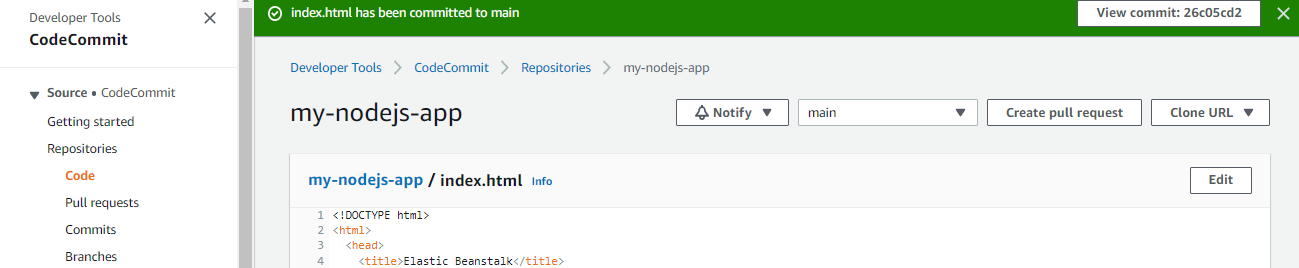 Developer Tools
CodeCommit
Source • CodeCommit
Getting started
Repositories
Code
Pull requests
Commits
Branches
index.html has been committed to main
View commit: 26c05cd2
Developer Tools > CodeCommit > Repositories > my-nodejs-app
my-nodejs-app
Notify
main
Create pull request
Clone URL
my-nodejs-app / index.html Info
Edit
1 <!DOCTYPE html>
2 <html>
3 <head>
4 <title>Elastic Beanstalk</title>